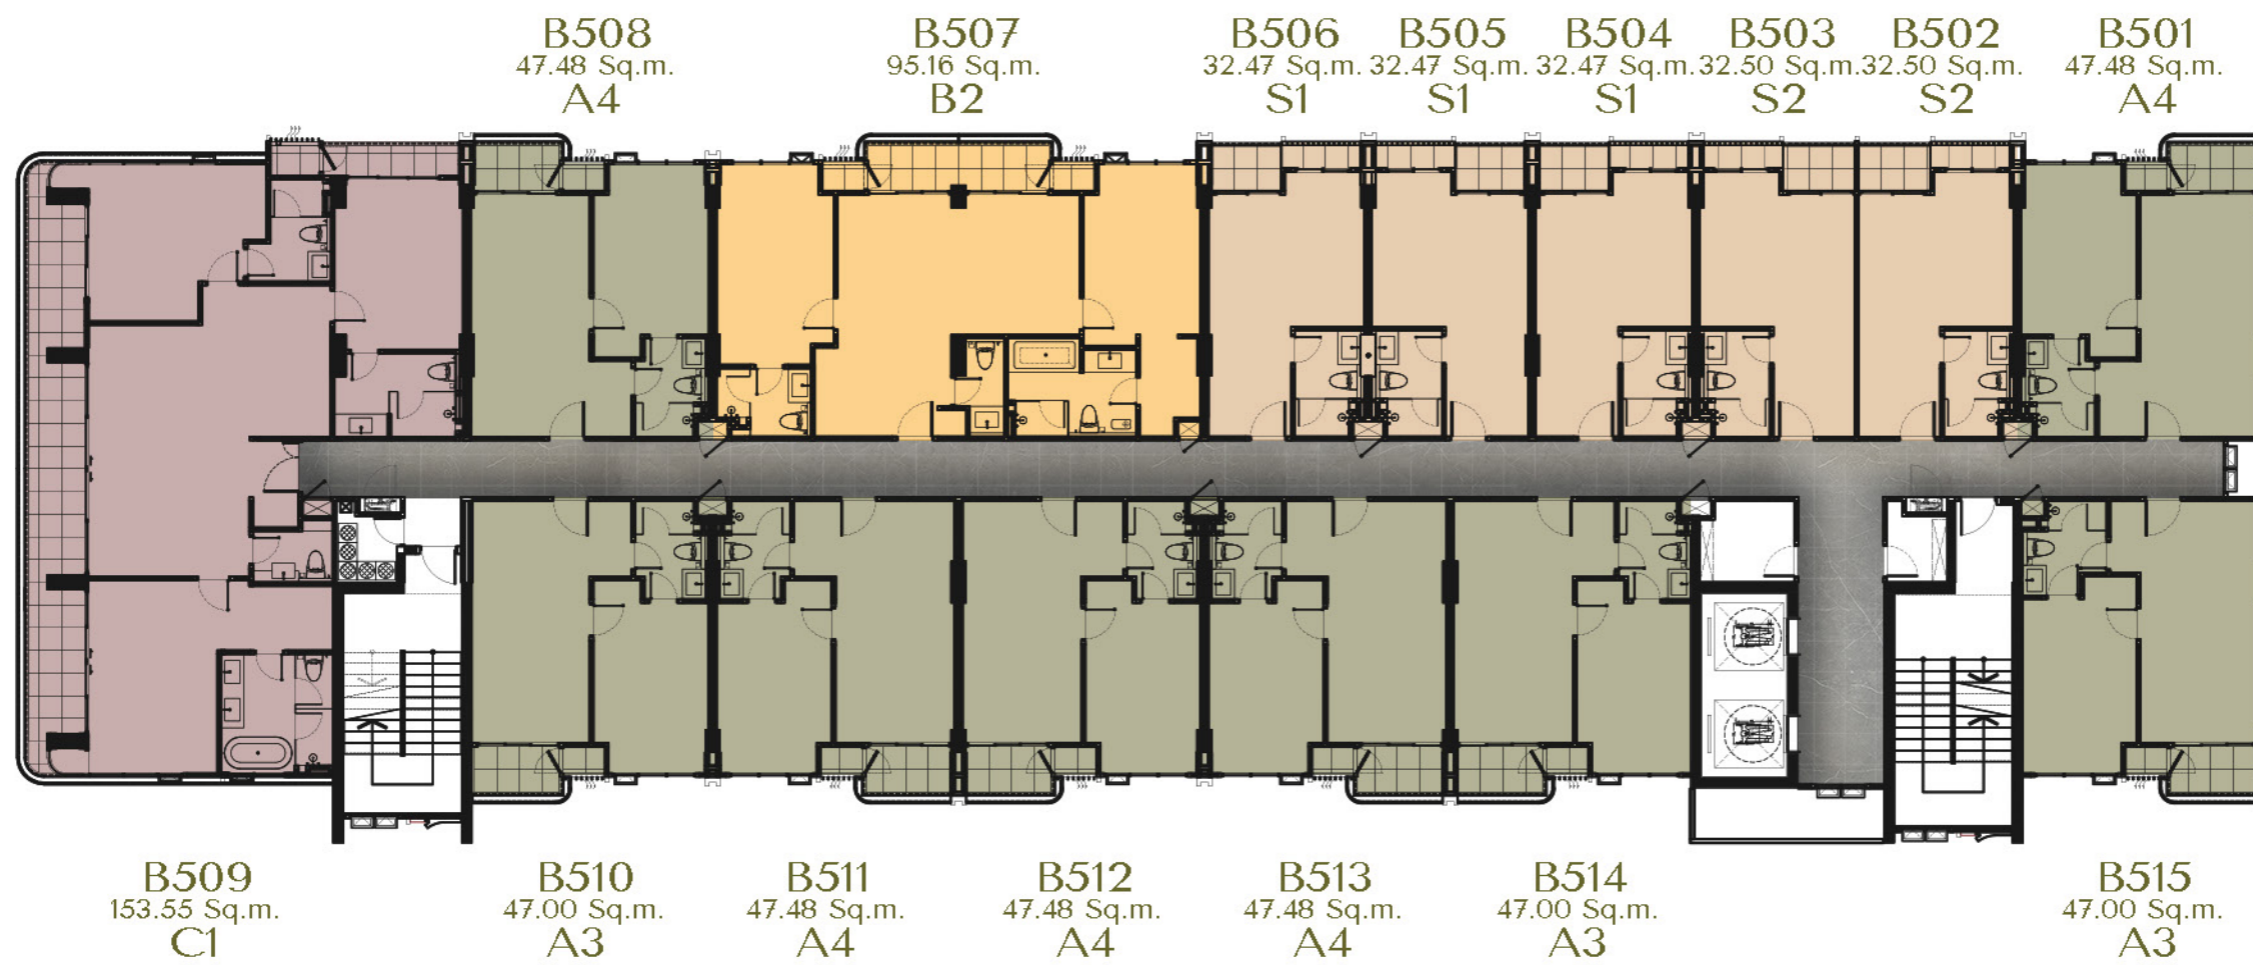 B508
47.48 Sq.m.
A4
B507
95.16 Sq.m.
B2
B506
32.47 Sq.m.
S1
B505
32.47 Sq.m.
S1
B504
32.47 Sq.m.
S1
B503
32.50 Sq.m.
S2
B502
32.50 Sq.m.
S2
B501
47.48 Sq.m.
A4
B509
153.55 Sq.m.
C1
B510
47.00 Sq.m.
A3
B511
47.48 Sq.m.
A4
B512
47.48 Sq.m.
A4
B513
47.48 Sq.m.
A4
B514
47.00 Sq.m.
A3
B515
47.00 Sq.m.
A3